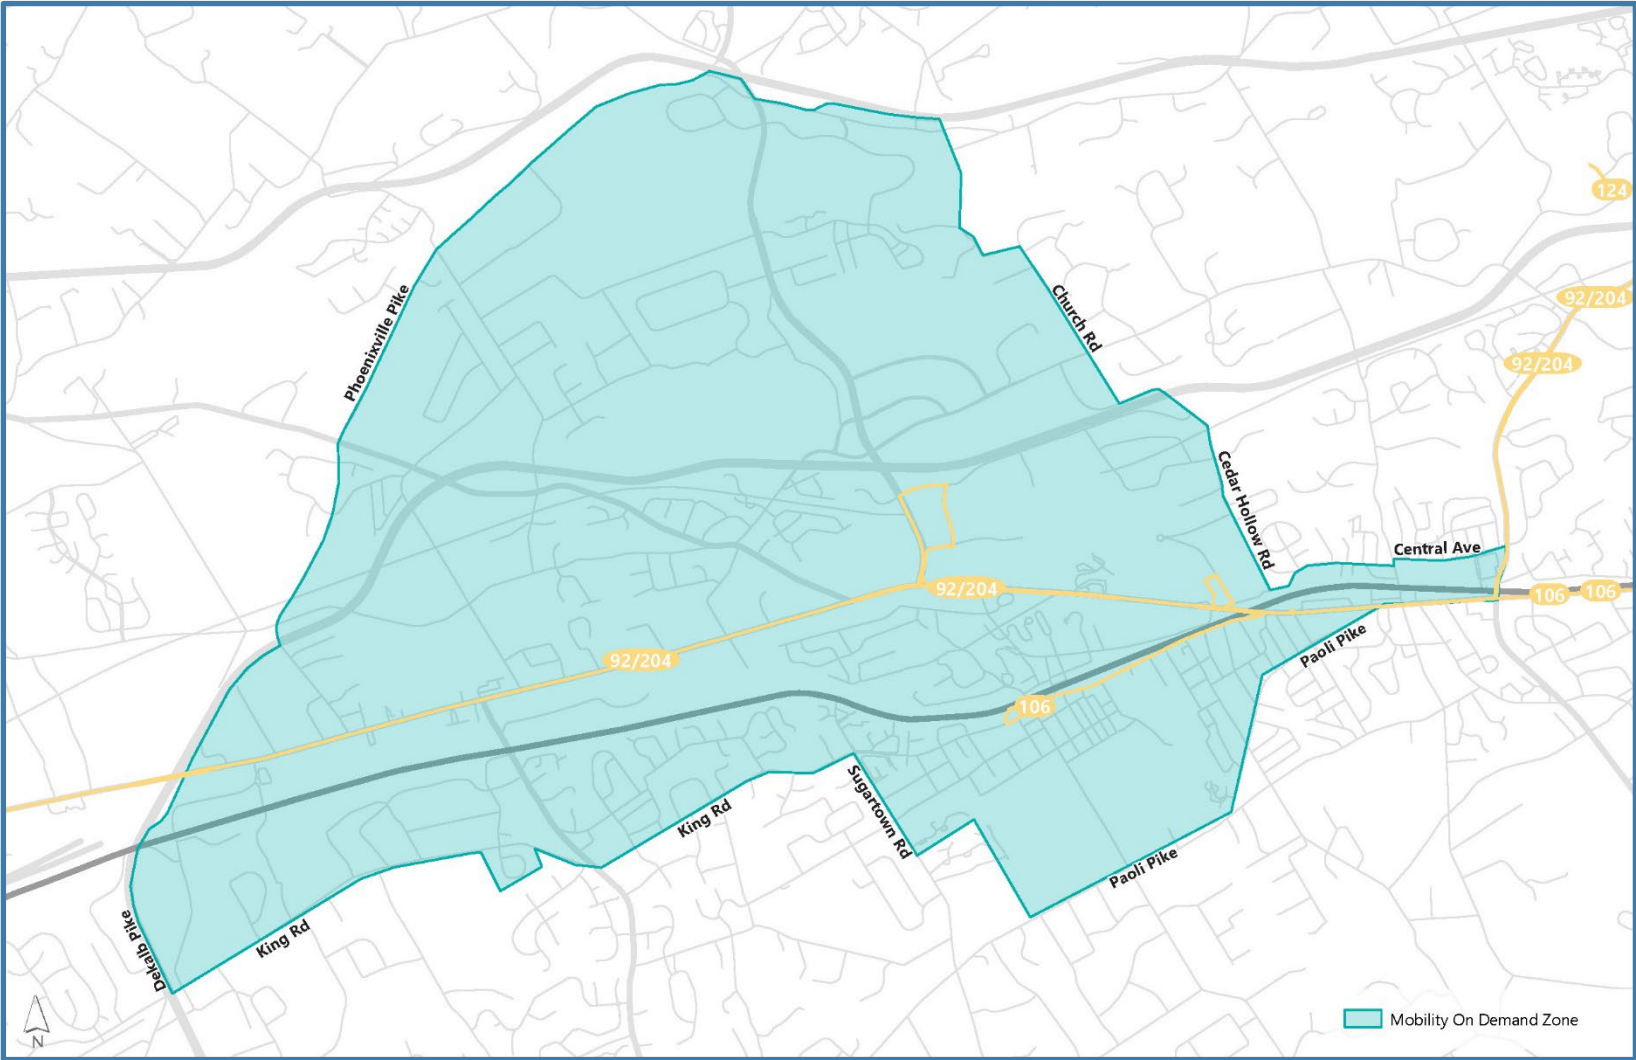 124
92/204
Phoenixville Pike
Church Rd
92/204
Cedar Hollow Rd
Central Ave
92/204
106
106
Paoli Pike
92/204
106
Sugartown Rd
King Rd
Paoli Pike
Dekalb Pike
King Rd
N
Mobility On Demand Zone